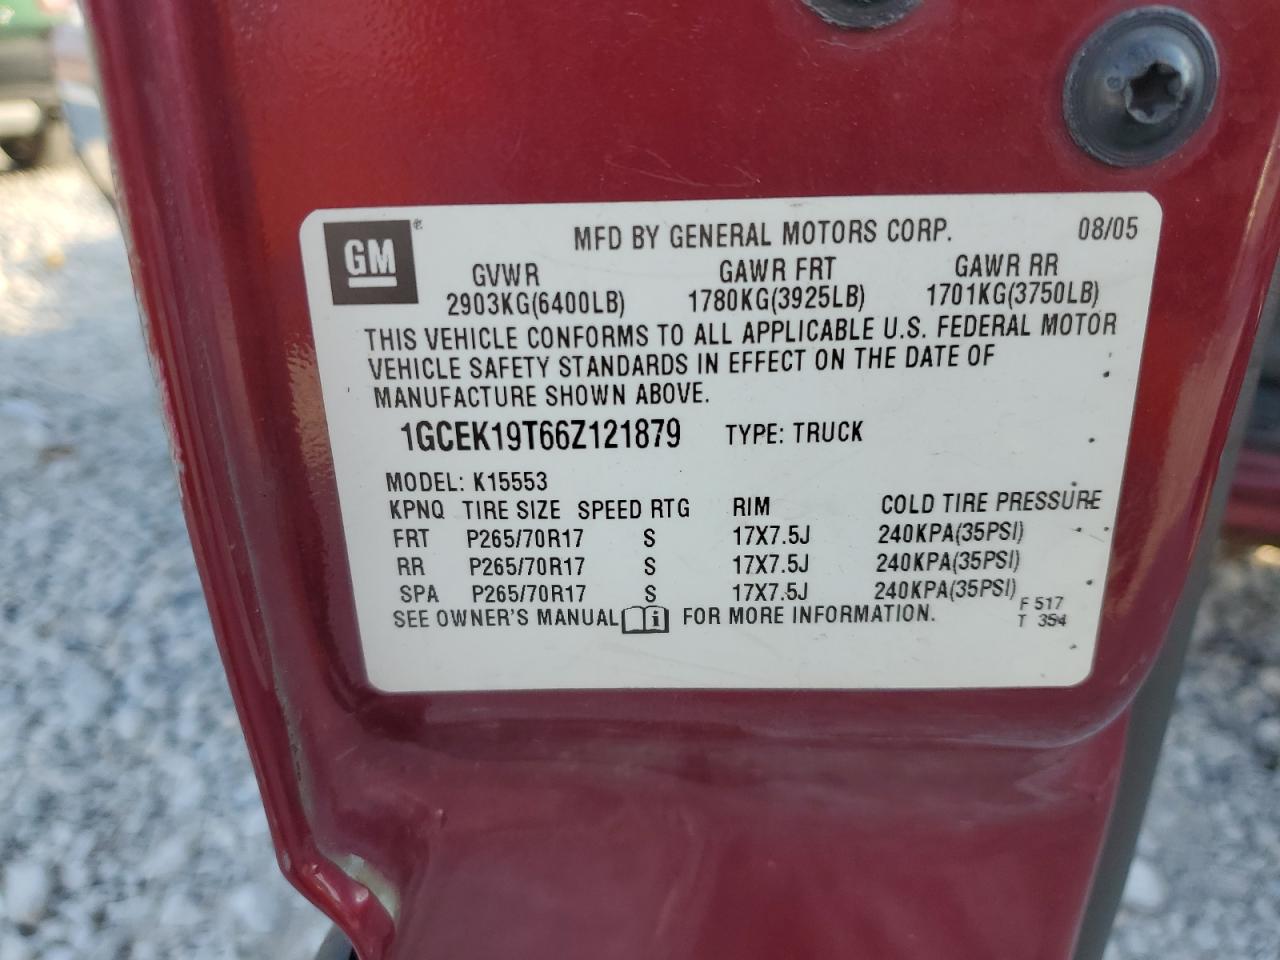 GM®
MFD BY GENERAL MOTORS CORP. 08/05
GVWR GAWR FRT GAWR RR
2903KG(6400LB) 1780KG(3925LB) 1701KG(3750LB)
THIS VEHICLE CONFORMS TO ALL APPLICABLE U.S. FEDERAL MOTOR
VEHICLE SAFETY STANDARDS IN EFFECT ON THE DATE OF
MANUFACTURE SHOWN ABOVE.
1GCEK19T66Z121879 TYPE: TRUCK
MODEL: K15553
KPNQ TIRE SIZE SPEED RTG RIM COLD TIRE PRESSURE
FRT P265/70R17 S 17X7.5J 240KPA(35PSI)
RR P265/70R17 S 17X7.5J 240KPA(35PSI)
SPA P265/70R17 S 17X7.5J 240KPA(35PSI)
SEE OWNER'S MANUAL i FOR MORE INFORMATION.
F 517
T 354